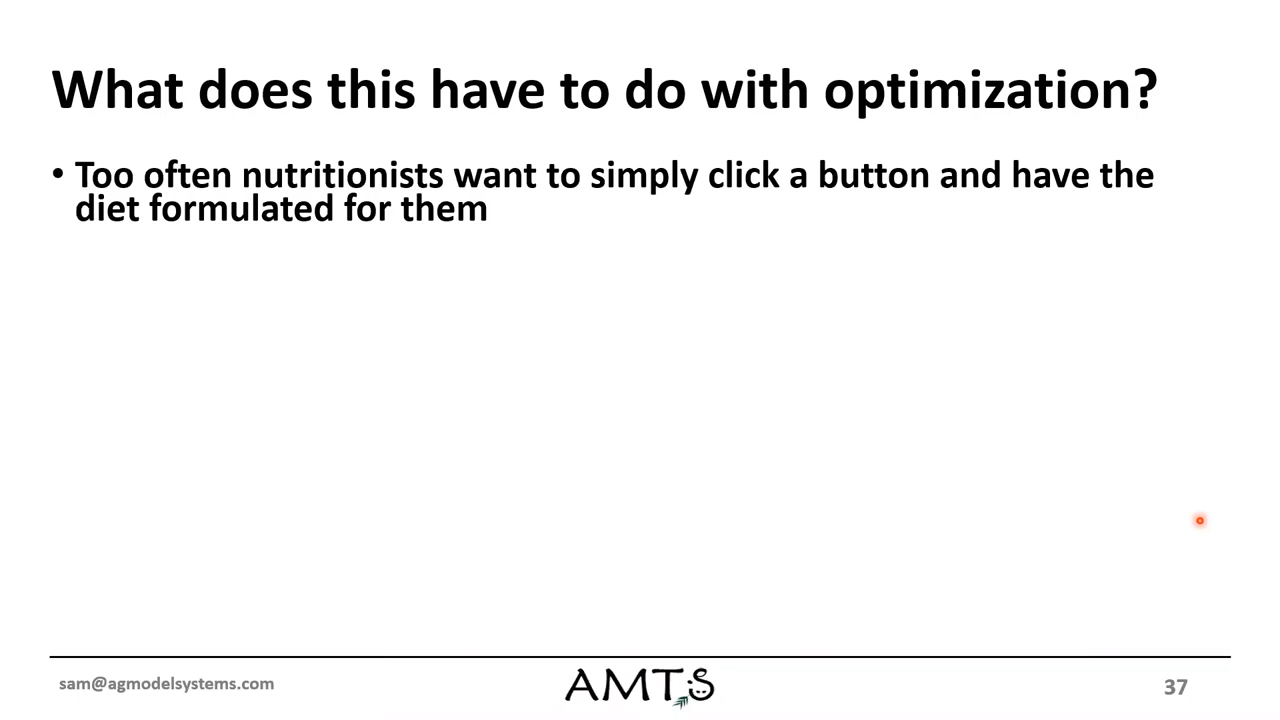 What does this have to do with optimization?
• Too often nutritionists want to simply click a button and have the
diet formulated for them
sam@agmodelsystems.com
AMTS
37